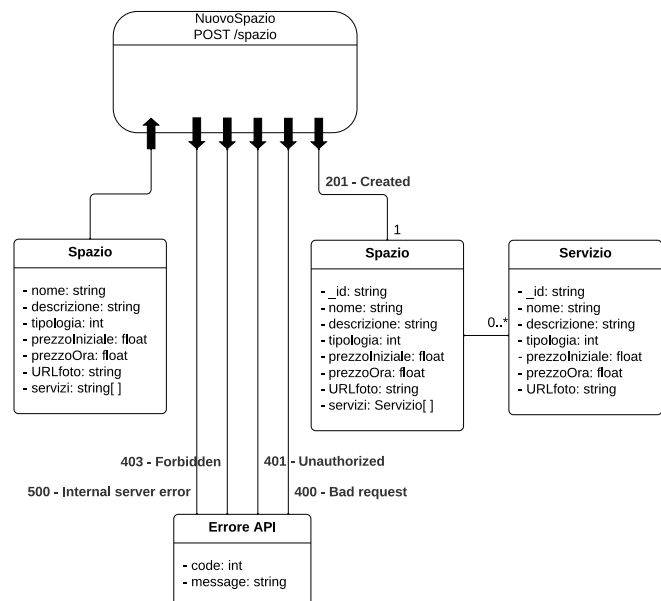 NuovoSpazio
POST /spazio
201 - Created
1
Spazio
- nome: string
- descrizione: string
- tipologia: int
- prezzoIniziale: float
- prezzoOra: float
- URLfoto: string
- servizi: string[ ]
Spazio
- _id: string
- nome: string
- descrizione: string
- tipologia: int
- prezzoIniziale: float
- prezzoOra: float
- URLfoto: string
- servizi: Servizio[ ]
0..*
Servizio
- _id: string
- nome: string
- descrizione: string
- tipologia: int
- prezzoIniziale: float
- prezzoOra: float
- URLfoto: string
403 - Forbidden
401 - Unauthorized
500 - Internal server error
400 - Bad request
Errore API
- code: int
- message: string